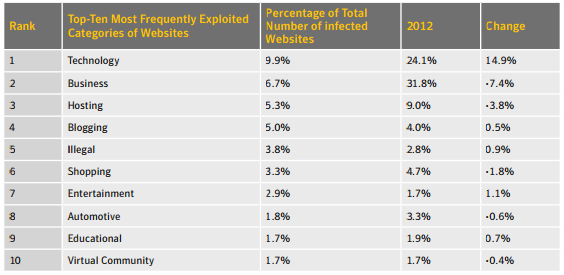 Rank Top-Ten Most Frequently Exploited Categories of Websites Percentage of Total Number of infected Websites 2012 Change
1 Technology 9.9% 24.1% 14.9%
2 Business 6.7% 31.8% -7.4%
3 Hosting 5.3% 9.0% -3.8%
4 Blogging 5.0% 4.0% 0.5%
5 Illegal 3.8% 2.8% 0.9%
6 Shopping 3.3% 4.7% -1.8%
7 Entertainment 2.9% 1.7% 1.1%
8 Automotive 1.8% 3.3% -0.6%
9 Educational 1.7% 1.9% 0.7%
10 Virtual Community 1.7% 1.7% -0.4%